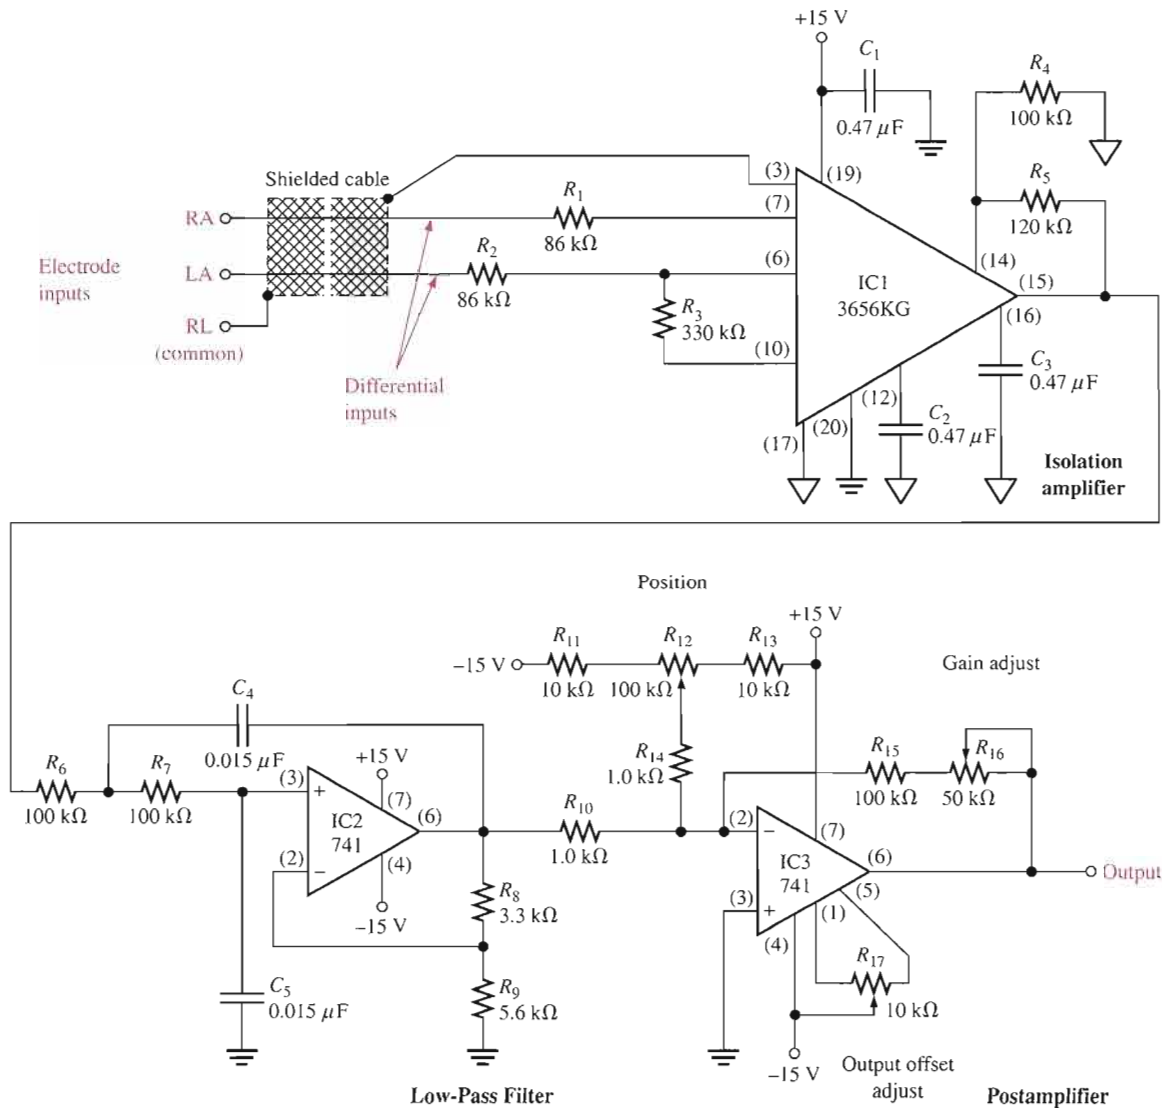 +15 V
C1
0.47 μF
R4
100 kΩ
Shielded cable
(3)
(19)
R5
120 kΩ
RA
R1
86 kΩ
(7)
Electrode
inputs
LA
R2
86 kΩ
(6)
IC1
3656KG
(14)
(15)
(16)
RL
(common)
R3
330 kΩ
(10)
C3
0.47 μF
Differential
inputs
(12)
C2
0.47 μF
(20)
(17)
Isolation
amplifier
Position
+15 V
−15 V
R11
10 kΩ
R12
100 kΩ
R13
10 kΩ
Gain adjust
C4
0.015 μF
R14
1.0 kΩ
R15
100 kΩ
R16
50 kΩ
R6
100 kΩ
R7
100 kΩ
+15 V
(3)
+
(7)
IC2
741
(6)
(2)
−
(4)
−15 V
R10
1.0 kΩ
(2)
−
(7)
IC3
741
(6)
Output
(3)
+
(5)
(1)
(4)
R8
3.3 kΩ
R17
10 kΩ
C5
0.015 μF
R9
5.6 kΩ
−15 V
Output offset
adjust
Low-Pass Filter
Postamplifier